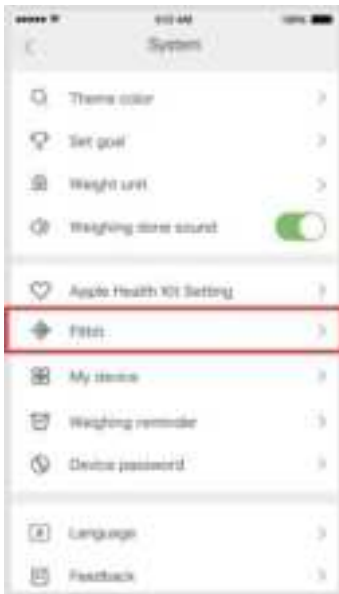 System
Theme color
Set goal
Weight unit
Weighing done sound
Apple Health Kit Setting
Fitbit
My device
Weighing reminder
Device password
Language
Feedback